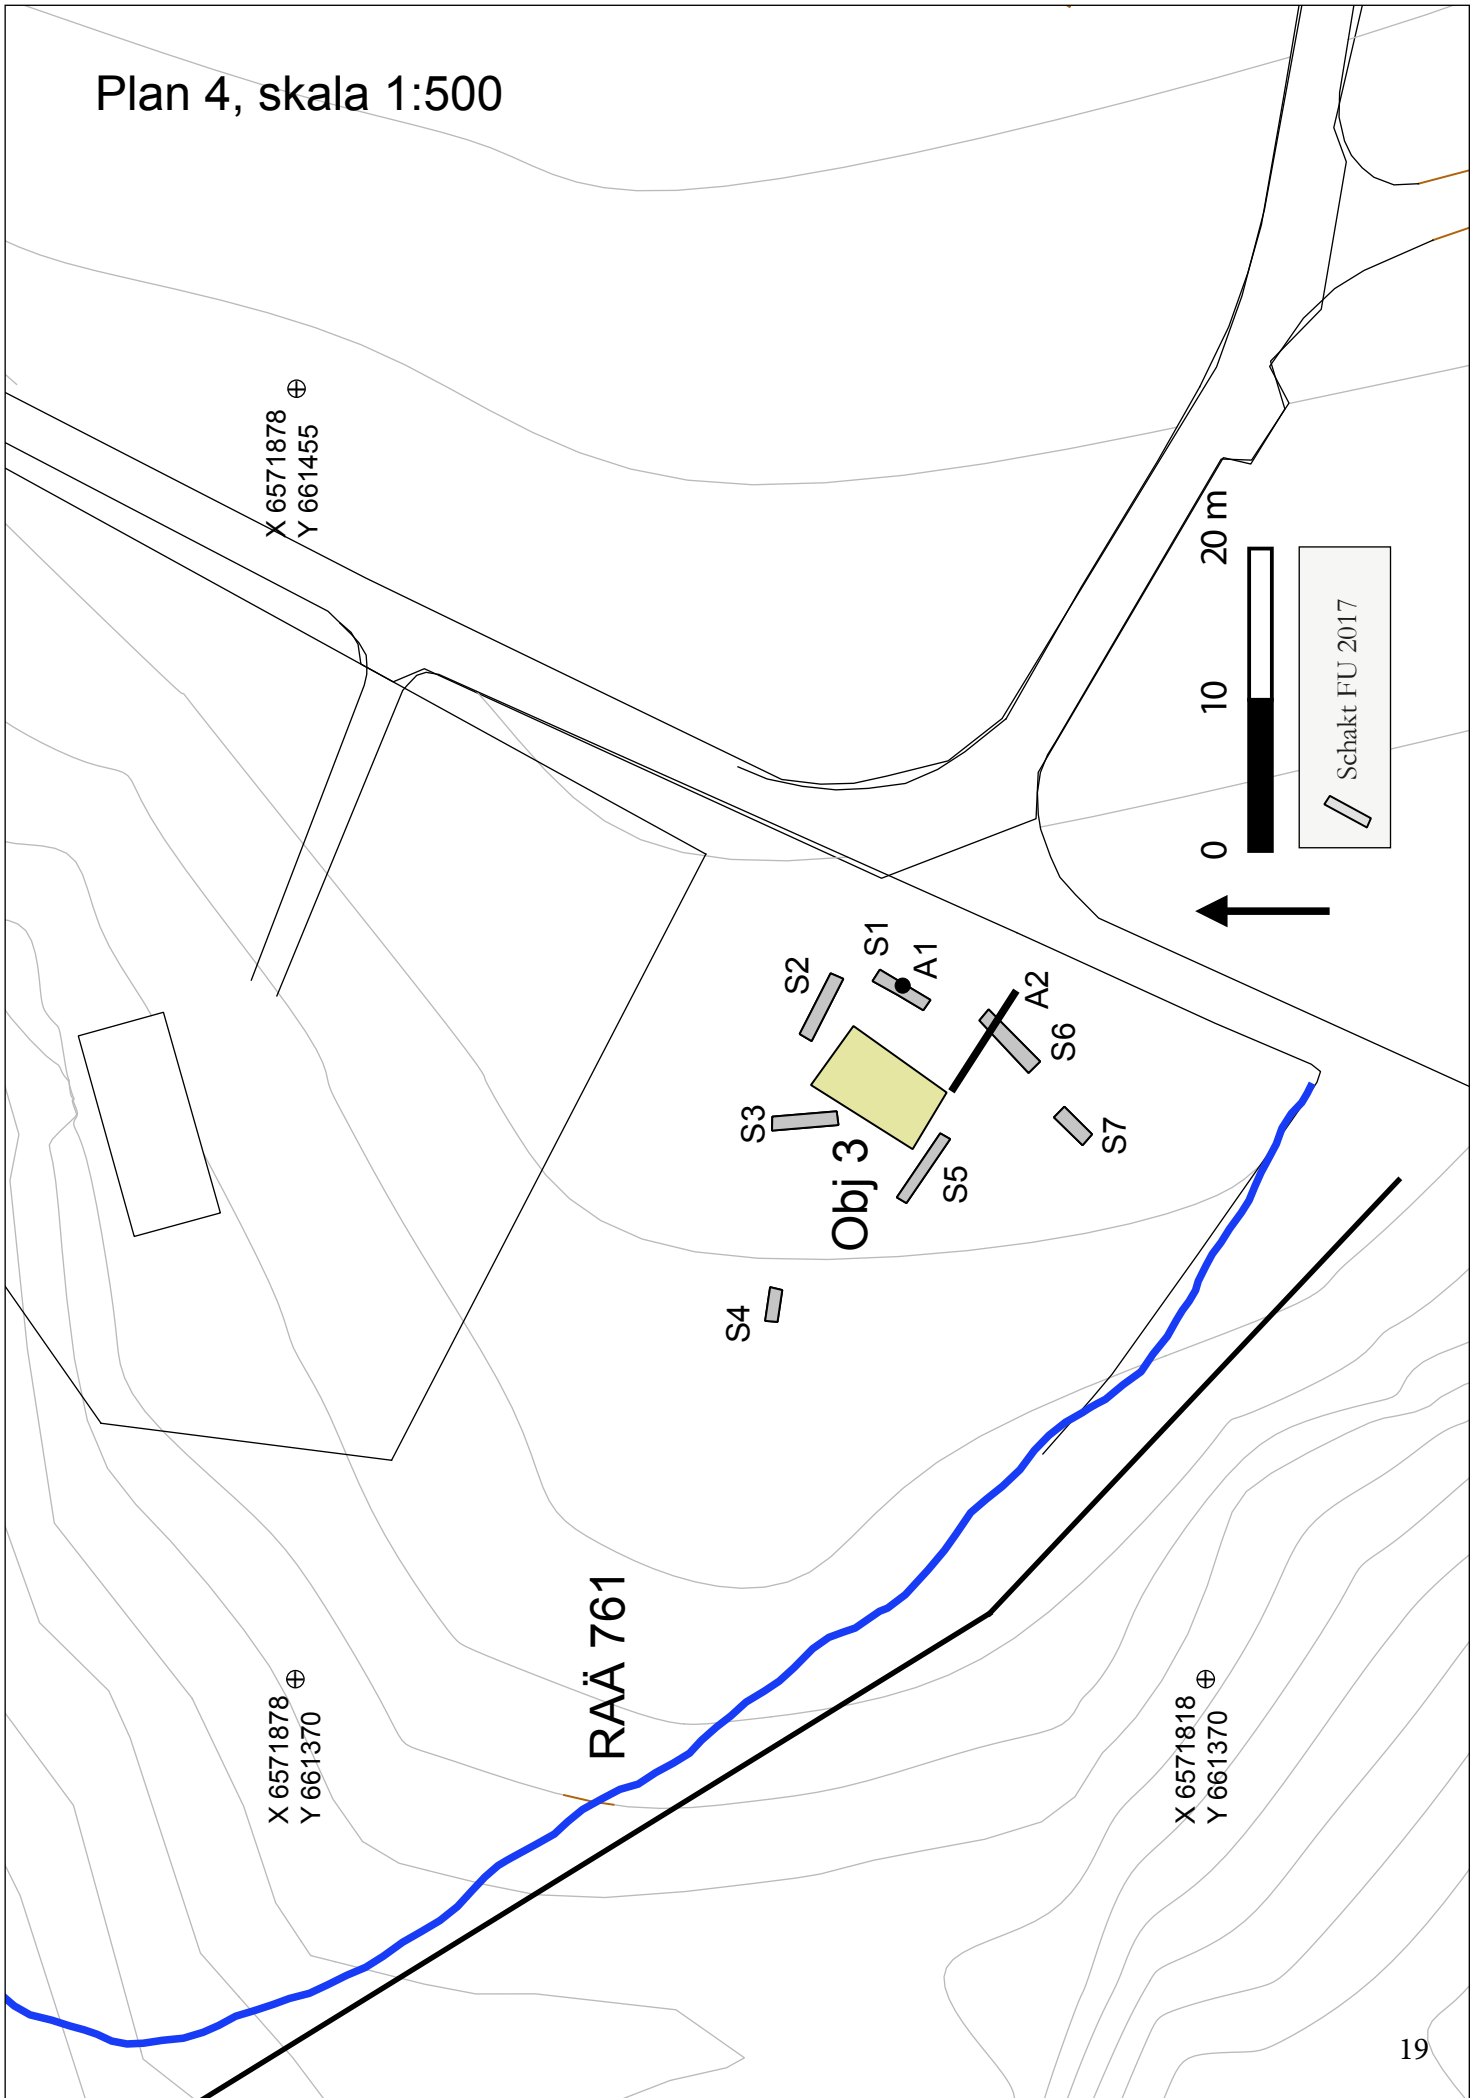 Plan 4, skala 1:500
X 6571878
Y 661455
X 6571878
Y 661370
X 6571818
Y 661370
RAÄ 761
Obj 3
S1
A1
S2
S3
S4
S5
A2
S6
S7
0 10 20 m
Schakt FU 2017
19